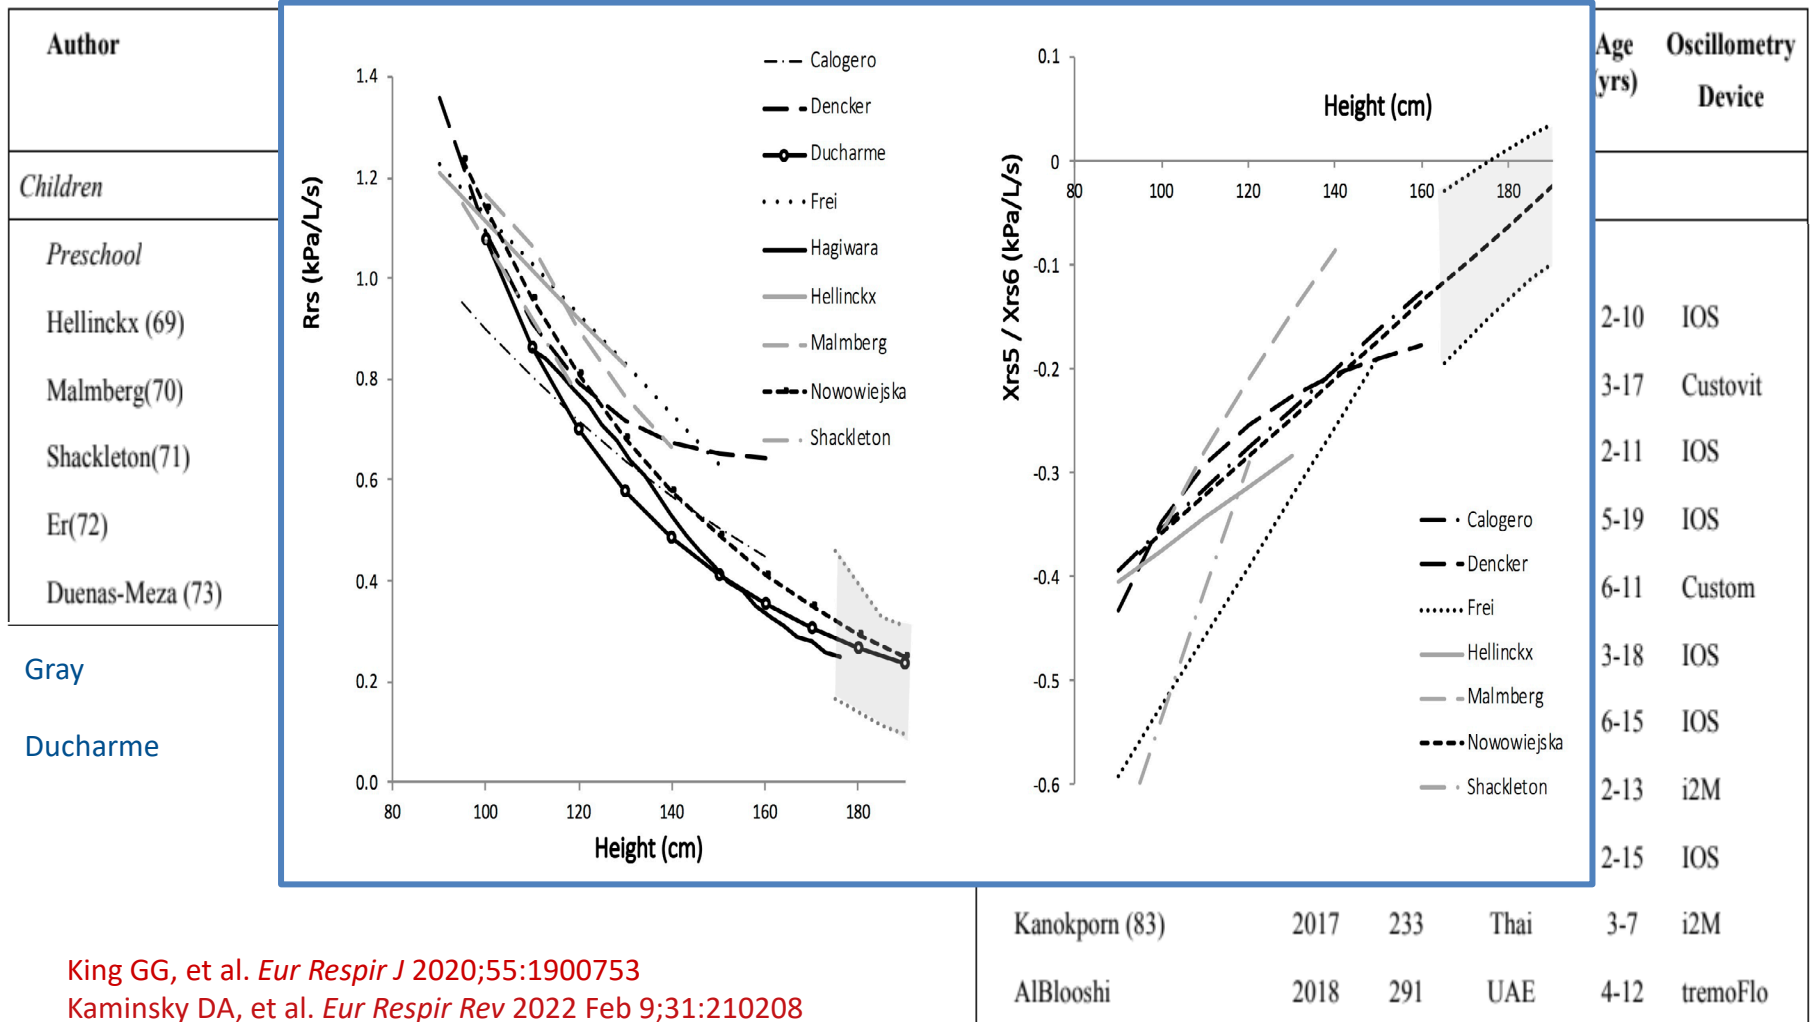 Author
Children
Preschool
Hellinckx (69)
Malmberg(70)
Shackleton(71)
Er(72)
Duenas-Meza (73)
Gray
Ducharme
Rrs (kPa/L/s)
1.4
1.2
1.0
0.8
0.6
0.4
0.2
0.0
80 100 120 140 160 180
Height (cm)
Calogero
Dencker
Ducharme
Frei
Hagiwara
Hellinckx
Malmberg
Nowowiejska
Shackleton
Xrs5 / Xrs6 (kPa/L/s)
0.1
0
-0.1
-0.2
-0.3
-0.4
-0.5
-0.6
Height (cm)
80 100 120 140 160 180
Calogero
Dencker
Frei
Hellinckx
Malmberg
Nowowiejska
Shackleton
Age Oscillometry
(yrs) Device
2-10 IOS
3-17 Custovit
2-11 IOS
5-19 IOS
6-11 Custom
3-18 IOS
6-15 IOS
2-13 i2M
2-15 IOS
Kanokporn (83) 2017 233 Thai 3-7 i2M
AlBlooshi 2018 291 UAE 4-12 tremoFlo
King GG, et al. Eur Respir J 2020;55:1900753
Kaminsky DA, et al. Eur Respir Rev 2022 Feb 9;31:210208